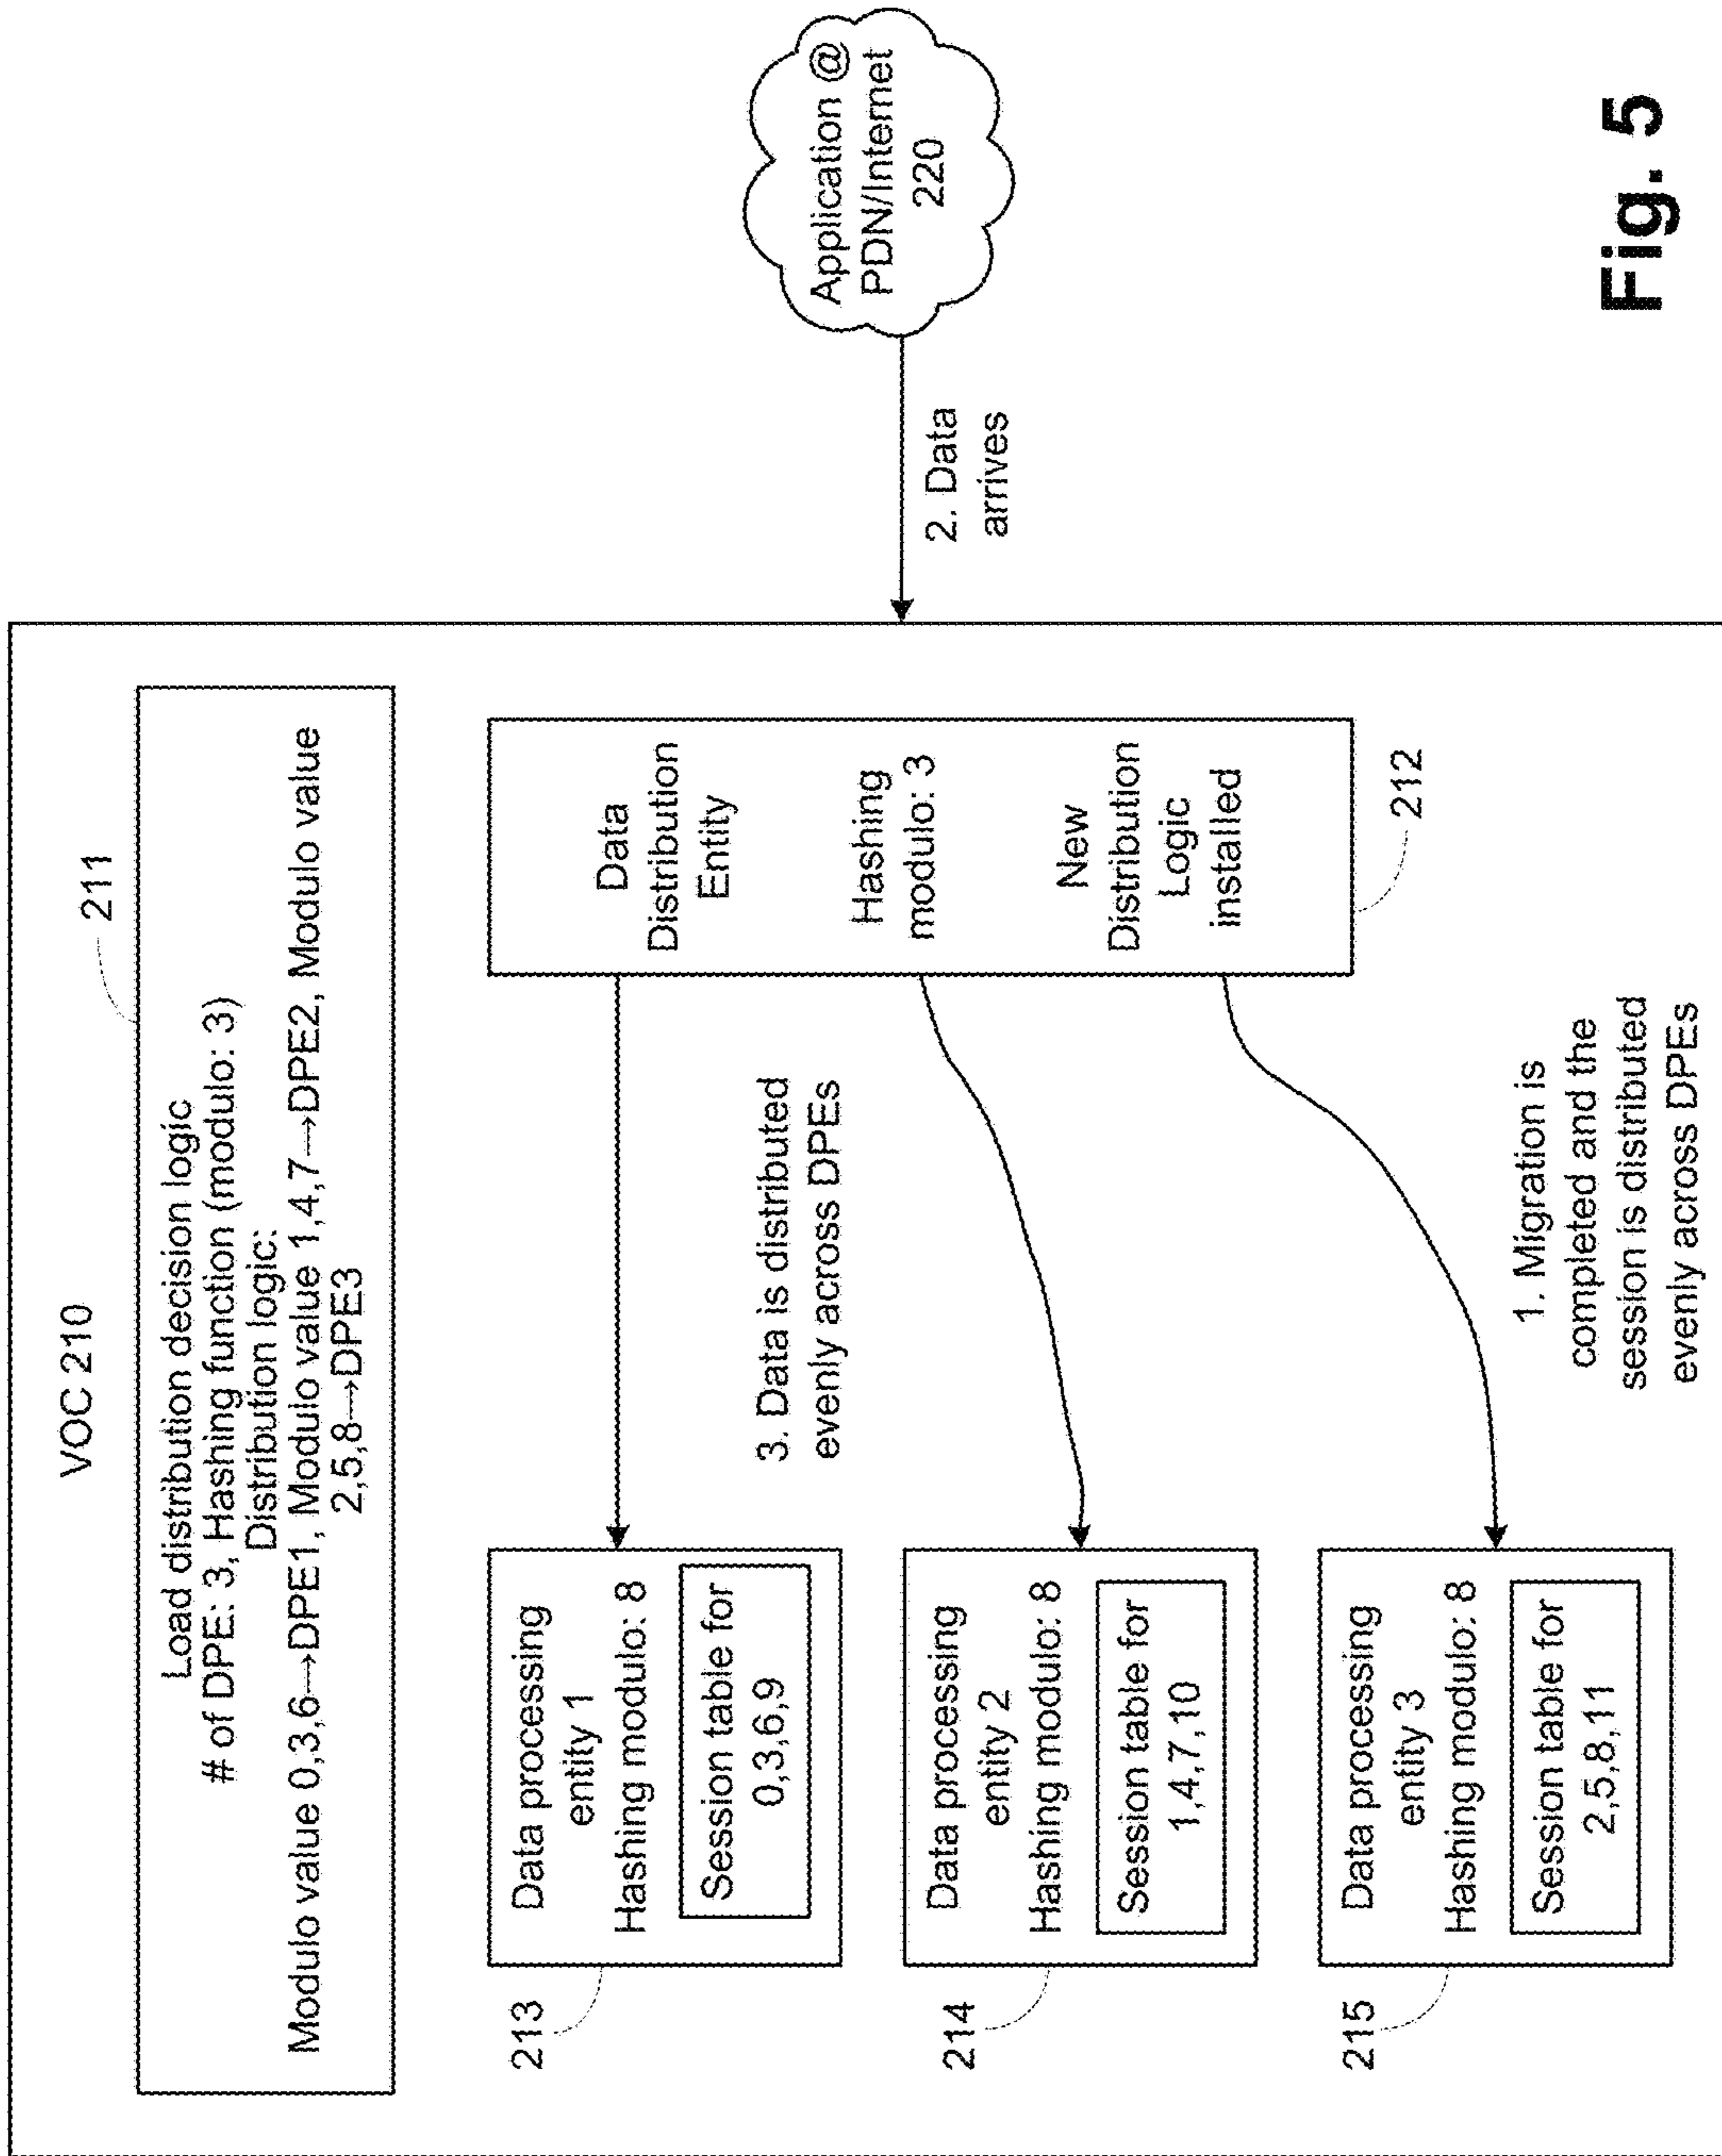 VOC 210
211
Load distribution decision logic
# of DPE: 3, Hashing function (modulo: 3)
Distribution logic:
Modulo value 0,3,6→DPE1, Modulo value 1,4,7→DPE2, Modulo value
2,5,8→DPE3
213
Data processing
entity 1
Hashing modulo: 8
Session table for
0,3,6,9
214
Data processing
entity 2
Hashing modulo: 8
Session table for
1,4,7,10
215
Data processing
entity 3
Hashing modulo: 8
Session table for
2,5,8,11
3. Data is distributed
evenly across DPEs
1. Migration is
completed and the
session is distributed
evenly across DPEs
Data
Distribution
Entity
Hashing
modulo: 3
New
Distribution
Logic
installed
212
2. Data
arrives
Application @
PDN/Internet
220
Fig. 5